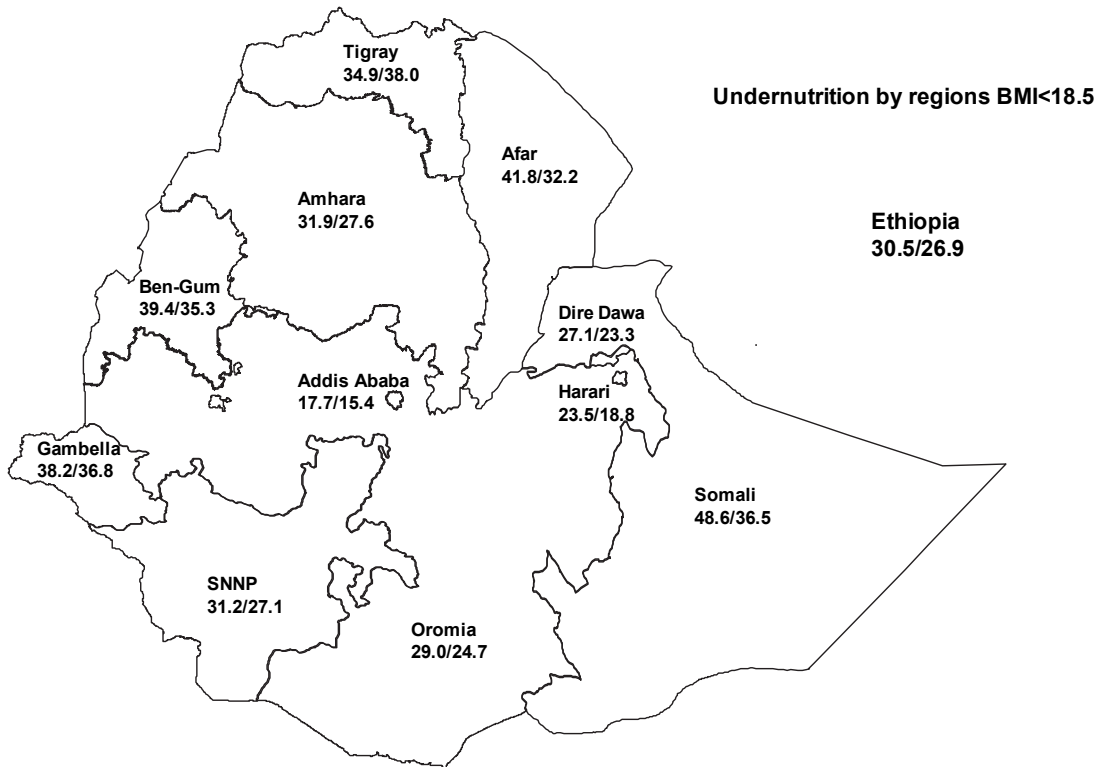 Tigray
34.9/38.0
Undernutrition by regions BMI<18.5
Afar
41.8/32.2
Amhara
31.9/27.6
Ethiopia
30.5/26.9
Ben-Gum
39.4/35.3
Dire Dawa
27.1/23.3
Addis Ababa
17.7/15.4
Harari
23.5/18.8
Gambella
38.2/36.8
Somali
48.6/36.5
SNNP
31.2/27.1
Oromia
29.0/24.7